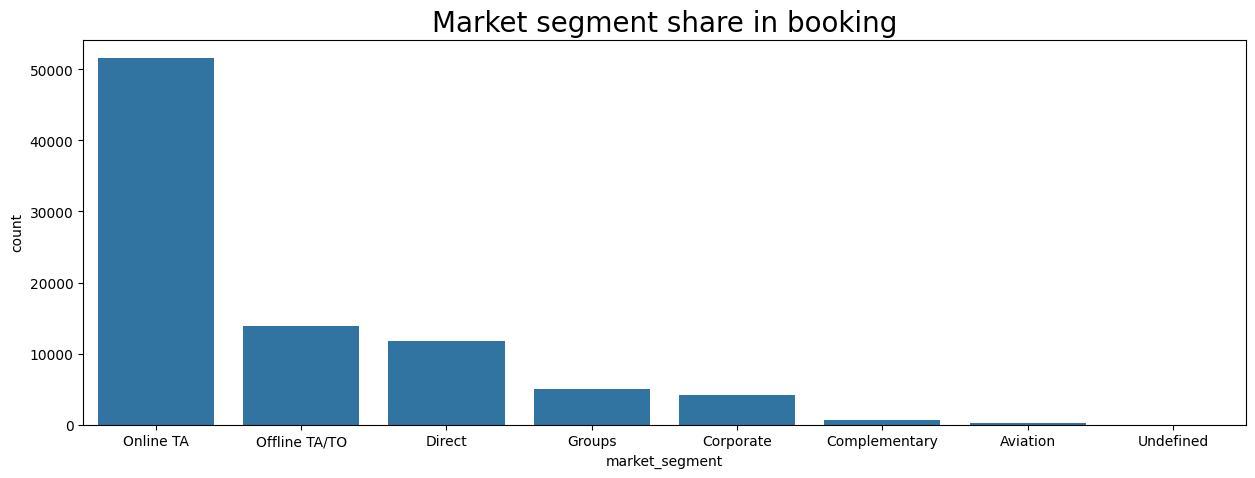 Market segment share in booking
50000
40000
30000
20000
10000
0
count
Online TA Offline TA/TO Direct Groups Corporate Complementary Aviation Undefined
market_segment